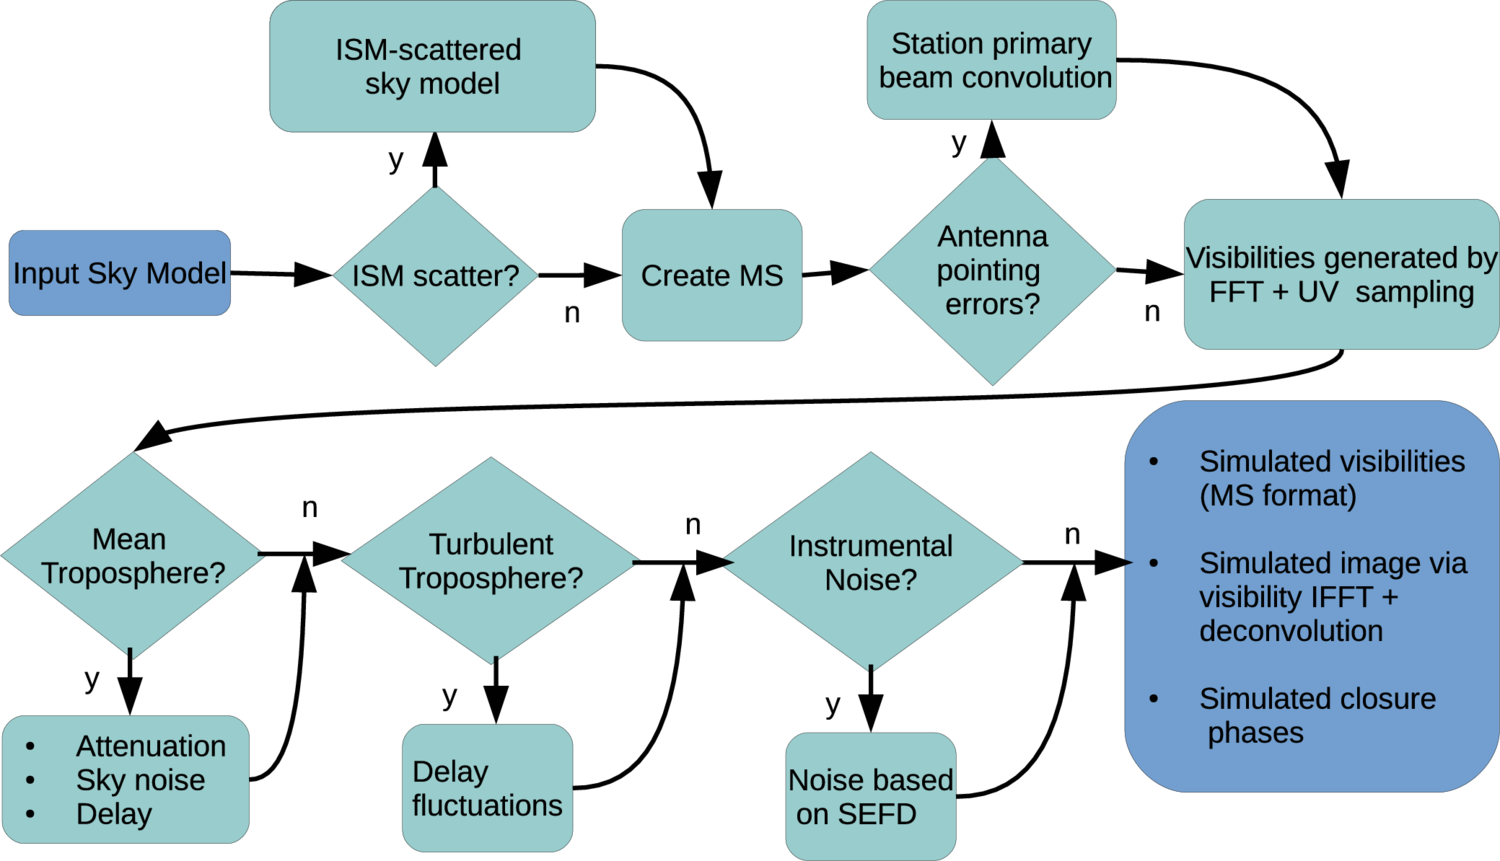 ISM-scattered
sky model
Station primary
beam convolution
y
y
Input Sky Model
ISM scatter?
n
Create MS
Antenna
pointing
errors?
n
Visibilities generated by
FFT + UV sampling
Mean
Troposphere?
n
y
• Attenuation
• Sky noise
• Delay
Turbulent
Troposphere?
n
y
Delay
fluctuations
Instrumental
Noise?
n
y
Noise based
on SEFD
• Simulated visibilities
(MS format)
• Simulated image via
visibility IFFT +
deconvolution
• Simulated closure
phases